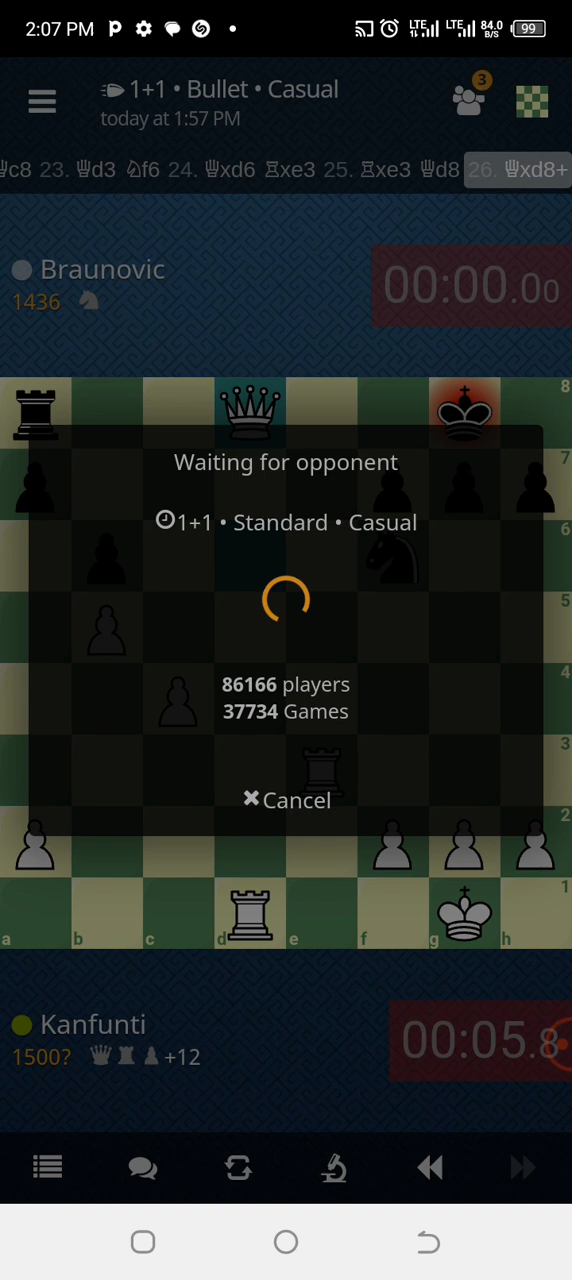 2:07 PM
LTE LTE 84.0 B/S 99
1+1 • Bullet • Casual
3
today at 1:57 PM
♕c8 23. ♕d3 ♘f6 24. ♕xd6 ♖xe3 25. ♖xe3 ♕d8 26. ♕xd8+
Braunovic
1436
00:00.00
8
Waiting for opponent
7
1+1 • Standard • Casual
6
5
86166 players
4
37734 Games
3
Cancel
2
1
a b c d e f g h
Kanfunti
1500? +12
00:05.8